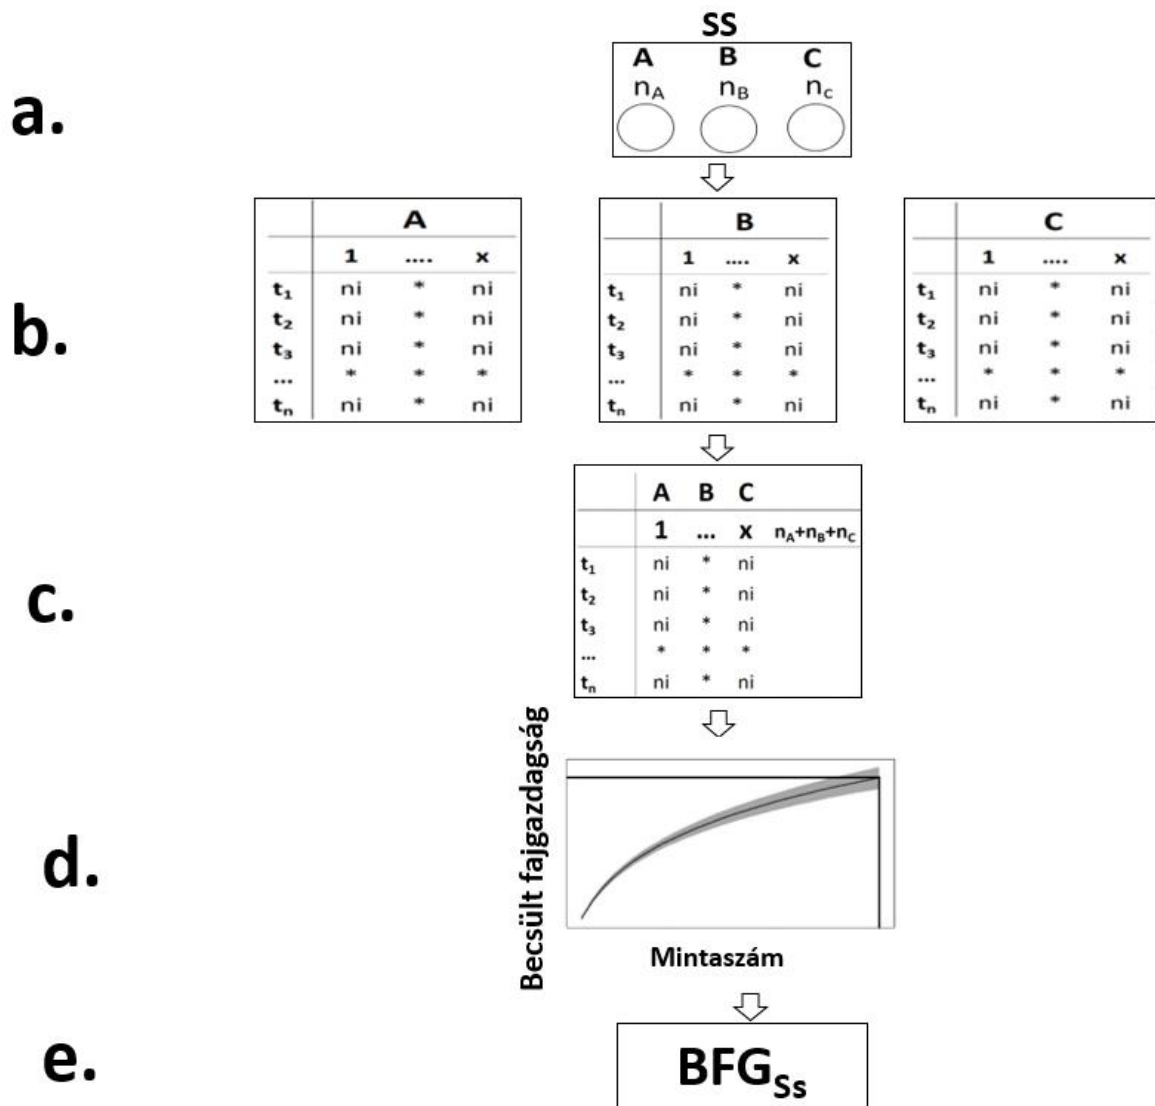 SS
A B C
nA nB nc
a.
A
1 .... x
t1 ni * ni
t2 ni * ni
t3 ni * ni
... * * *
tn ni * ni
B
1 .... x
t1 ni * ni
t2 ni * ni
t3 ni * ni
... * * *
tn ni * ni
C
1 .... x
t1 ni * ni
t2 ni * ni
t3 ni * ni
... * * *
tn ni * ni
b.
A B C
1 ... x nA+nB+nC
t1 ni * ni
t2 ni * ni
t3 ni * ni
... * * *
tn ni * ni
c.
Becsült fajgazdagság
d.
Mintaszám
e.
BFGSs